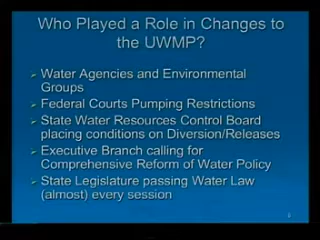 Who Played a Role in Changes to
the UWMP?
Water Agencies and Environmental
Groups
Federal Courts Pumping Restrictions
State Water Resources Control Board
placing conditions on Diversion/Releases
Executive Branch calling for
Comprehensive Reform of Water Policy
State Legislature passing Water Law
(almost) every session